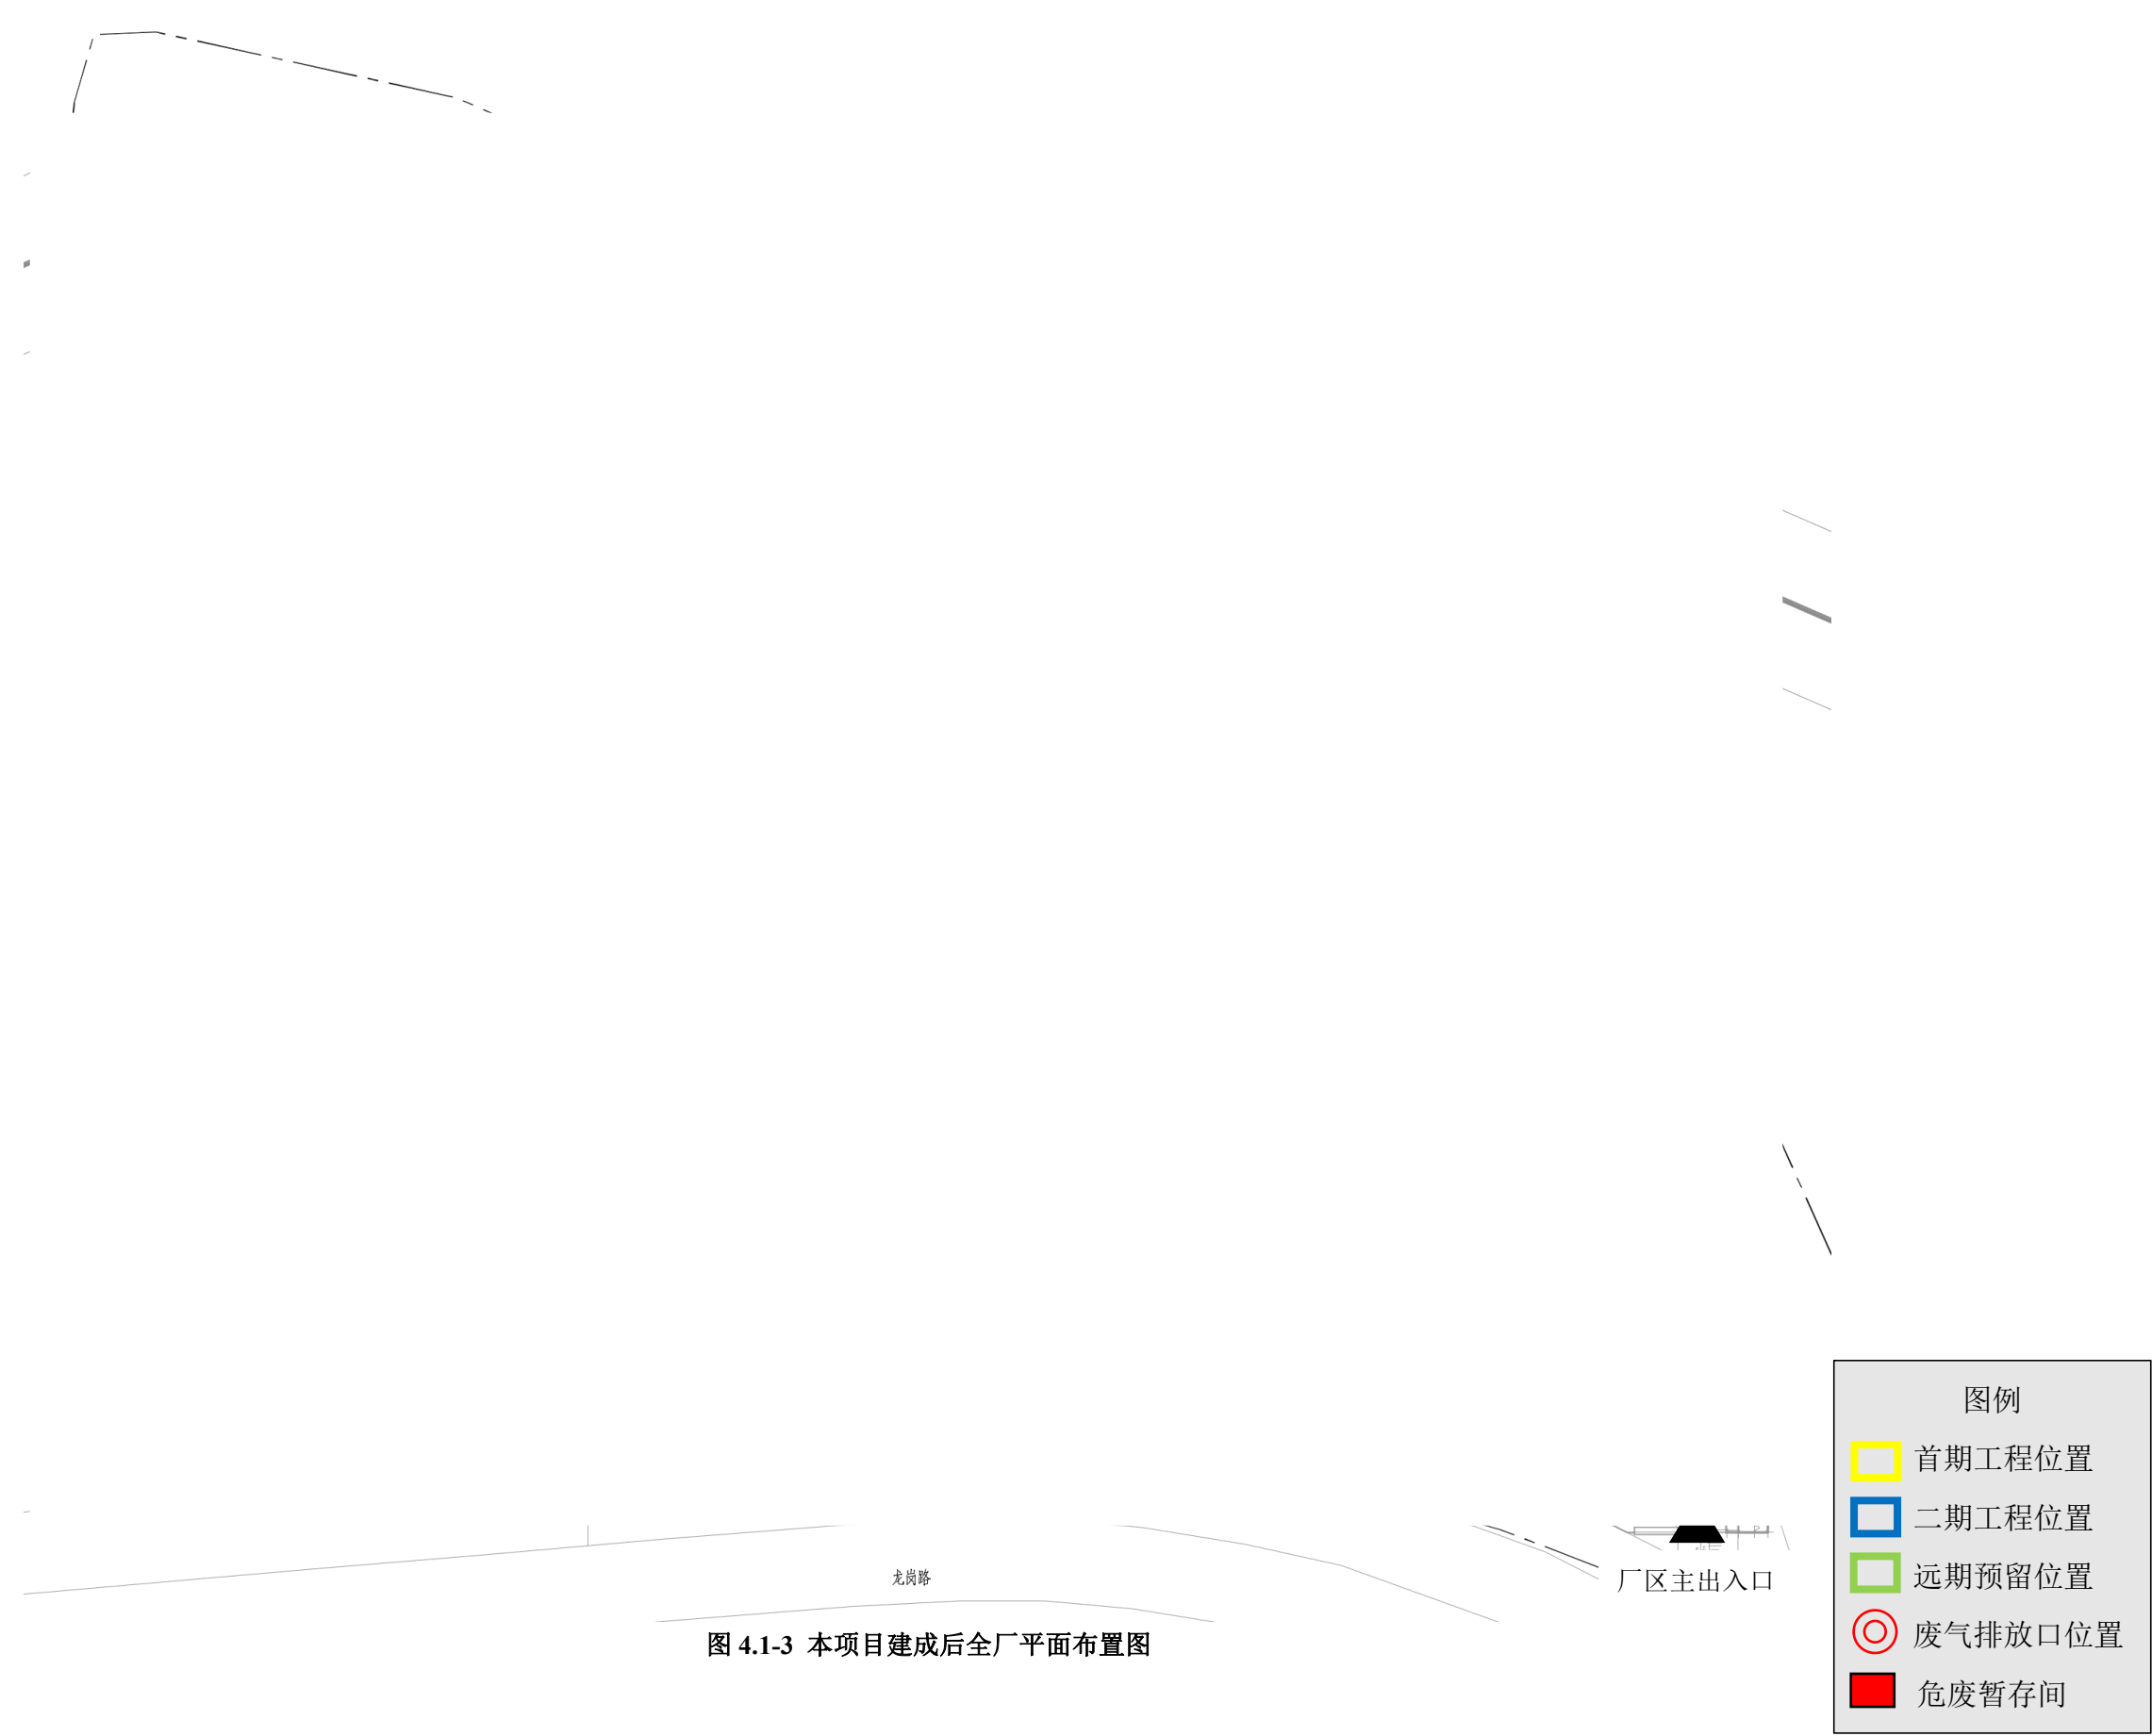 图例
首期工程位置
二期工程位置
远期预留位置
废气排放口位置
危废暂存间
龙岗路
厂区主出入口
图 4.1-3 本项目建成后全厂平面布置图